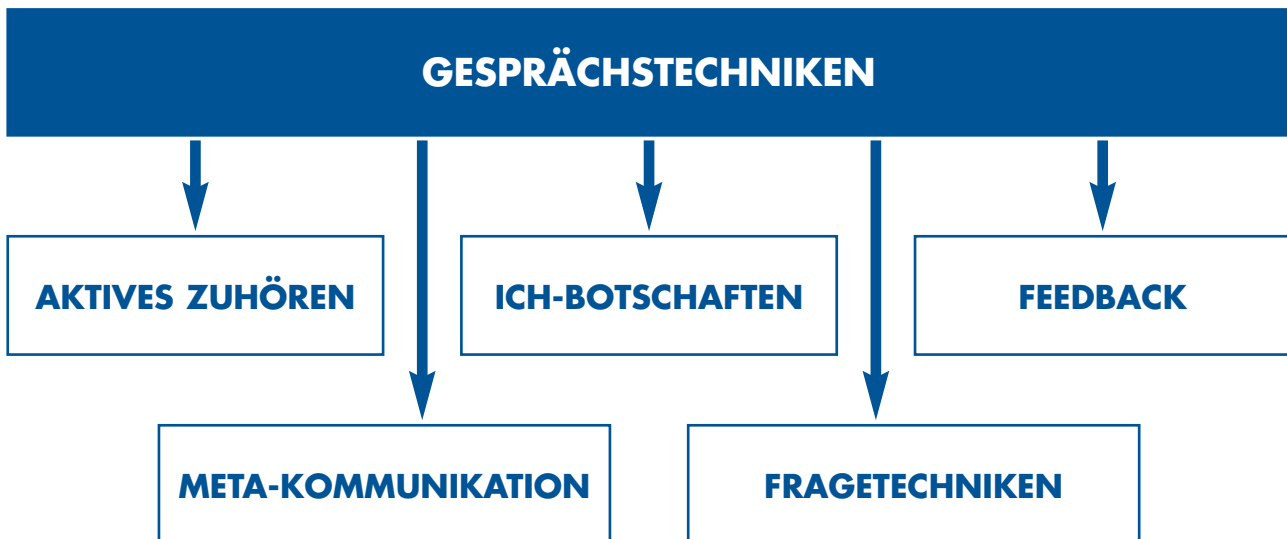 GESPRÄCHSTECHNIKEN
AKTIVES ZUHÖREN
ICH-BOTSCHAFTEN
FEEDBACK
META-KOMMUNIKATION
FRAGETECHNIKEN